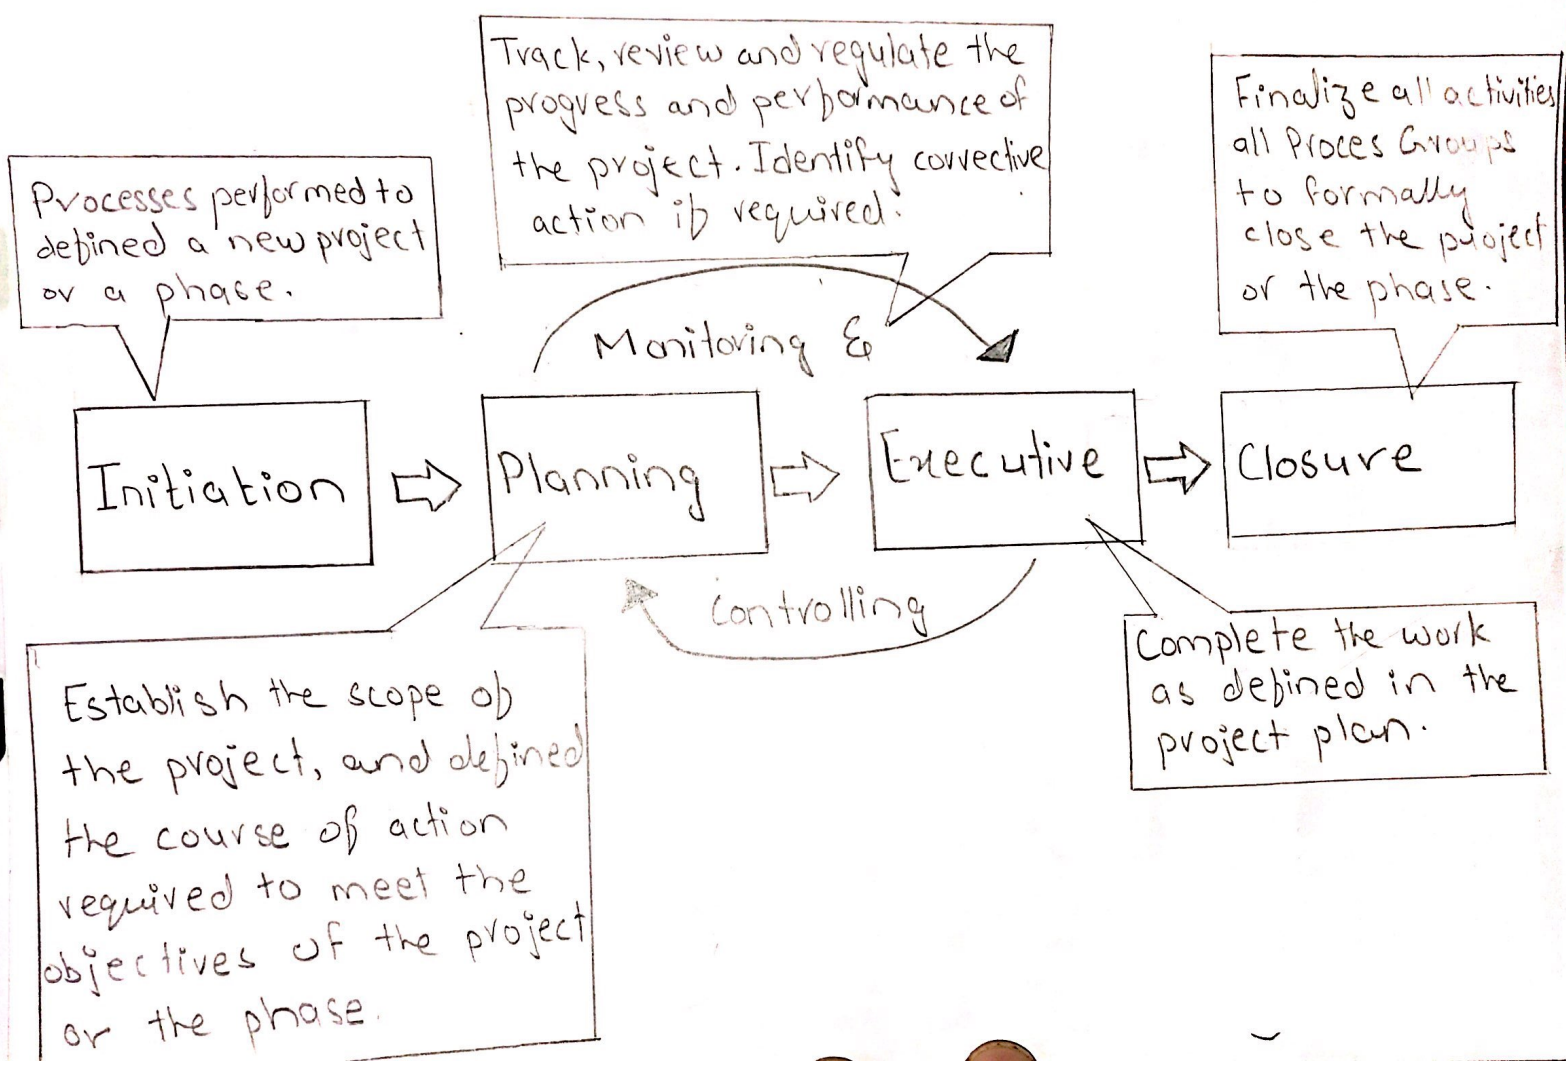 Track, review and regulate the
progress and performance of
the project. Identify corrective
action if required.
Finalize all activities
all Proces Groups
to formally
close the project
or the phase.
Processes performed to
defined a new project
or a phase.
Monitoring &
Initiation
Planning
Executive
Closure
Controlling
Establish the scope of
the project, and defined
the course of action
required to meet the
objectives of the project
or the phase.
Complete the work
as defined in the
project plan.